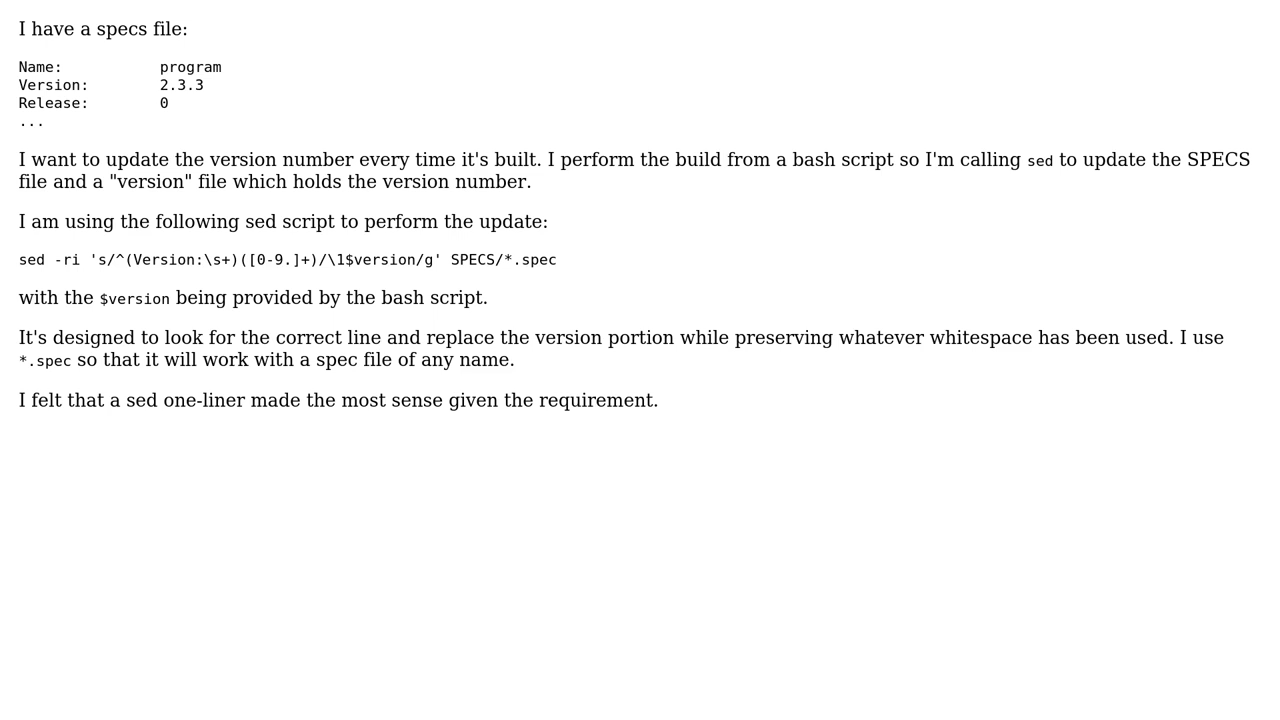 I have a specs file:
Name:           program
Version:        2.3.3
Release:        0
...
I want to update the version number every time it's built. I perform the build from a bash script so I'm calling sed to update the SPECS
file and a "version" file which holds the version number.
I am using the following sed script to perform the update:
sed -ri 's/^(Version:\s+)([0-9.]+)/\1$version/g' SPECS/*.spec
with the $version being provided by the bash script.
It's designed to look for the correct line and replace the version portion while preserving whatever whitespace has been used. I use
*.spec so that it will work with a spec file of any name.
I felt that a sed one-liner made the most sense given the requirement.